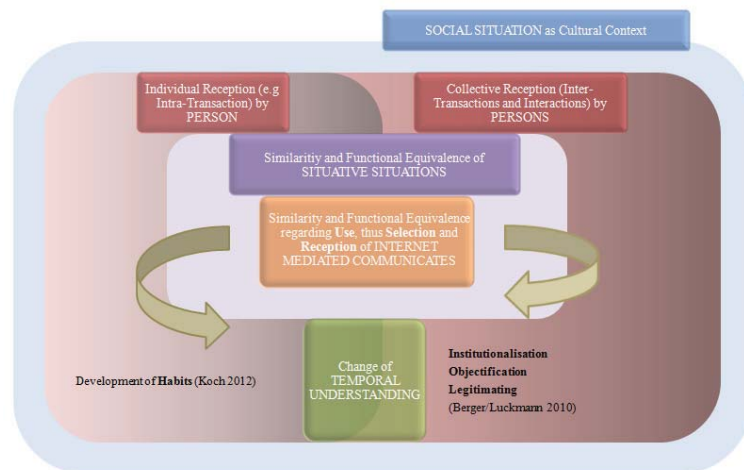 SOCIAL SITUATION as Cultural Context
Individual Reception (e.g
Intra-Transaction) by
PERSON
Collective Reception (Inter-
Transactions and Interactions) by
PERSONS
Similaritiy and Functional Equivalence of
SITUATIVE SITUATIONS
Similarity and Functional Equivalence
regarding Use, thus Selection and
Reception of INTERNET
MEDIATED COMMUNICATES
Development of Habits (Koch 2012)
Change of
TEMPORAL
UNDERSTANDING
Institutionalisation
Objectification
Legitimating
(Berger/Luckmann 2010)